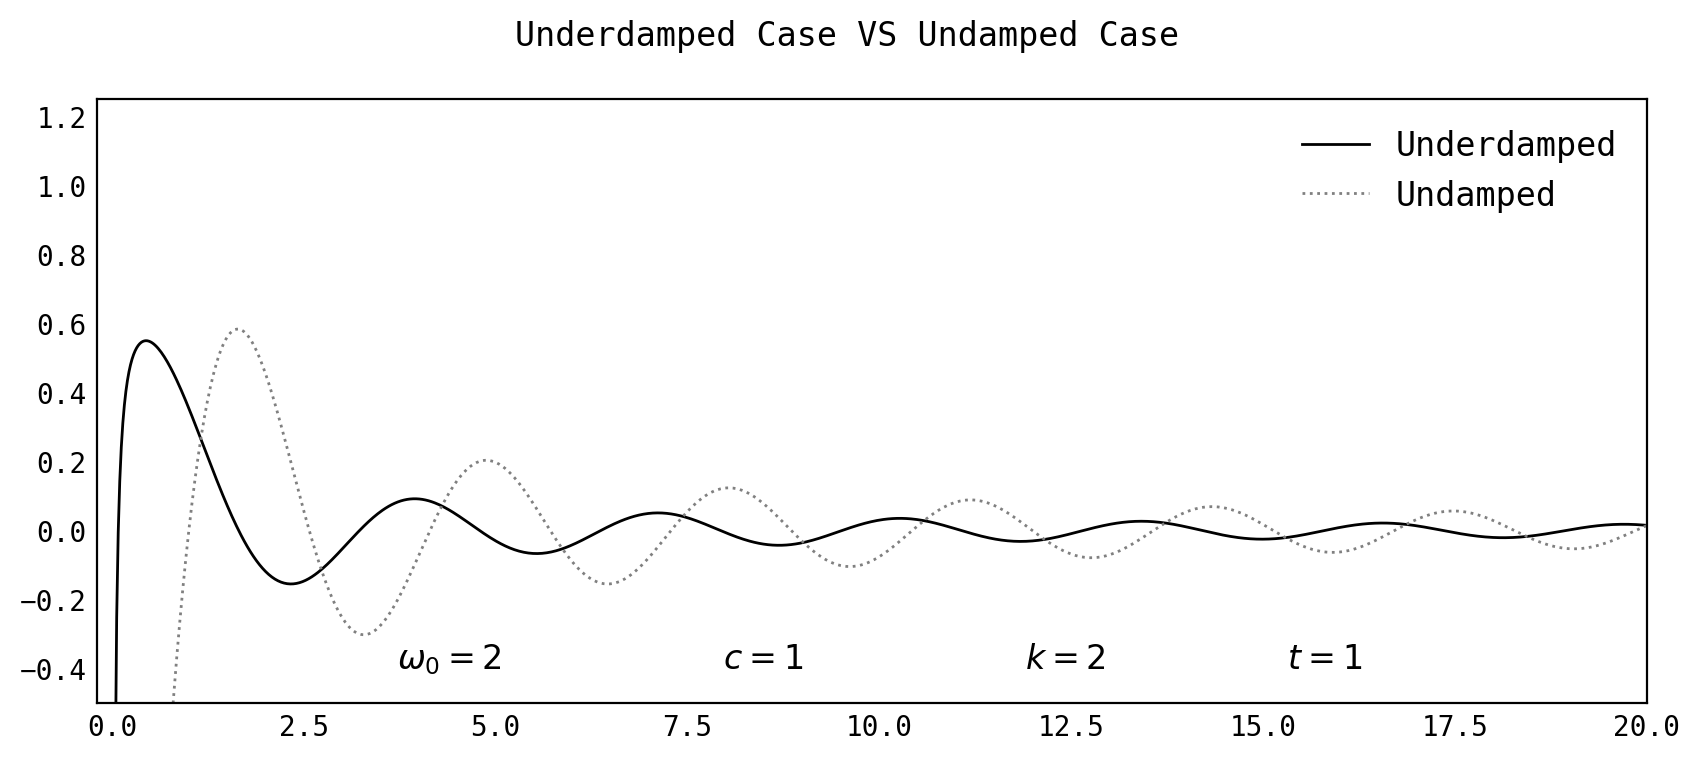 Underdamped Case VS Undamped Case
1.2
1.0
0.8
0.6
0.4
0.2
0.0
−0.2
−0.4
Underdamped
Undamped
ω₀ = 2
c = 1
k = 2
t = 1
0.0 2.5 5.0 7.5 10.0 12.5 15.0 17.5 20.0